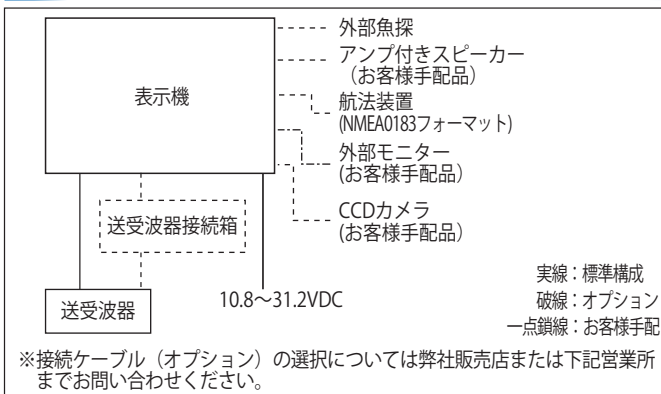 外部魚探
アンプ付きスピーカー
（お客様手配品）
表示機
航法装置
(NMEA0183フォーマット)
外部モニター
(お客様手配品）
CCDカメラ
(お客様手配品）
送受波器接続箱
送受波器
10.8～31.2VDC
実線：標準構成
破線：オプション
一点鎖線：お客様手配
※接続ケーブル（オプション）の選択については弊社販売店または下記営業所
までお問い合わせください。